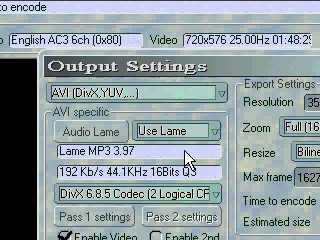 to encode
English AC3 6ch (0x80) Video 720x576 25.00Hz 01:48:29
Output Settings
AVI (DivX,YUV,...)
AVI specific
Audio Lame Use Lame
Lame MP3 3.97
192 Kb/s 44.1KHz 16Bits QS
DivX 6.8.5 Codec (2 Logical CP
Pass 1 settings Pass 2 settings
Enable Video Enable 2nd
Export Settings
Resolution 35
Zoom Full (16
Resize Biline
Max frame 1627
Time to encode
Estimated size